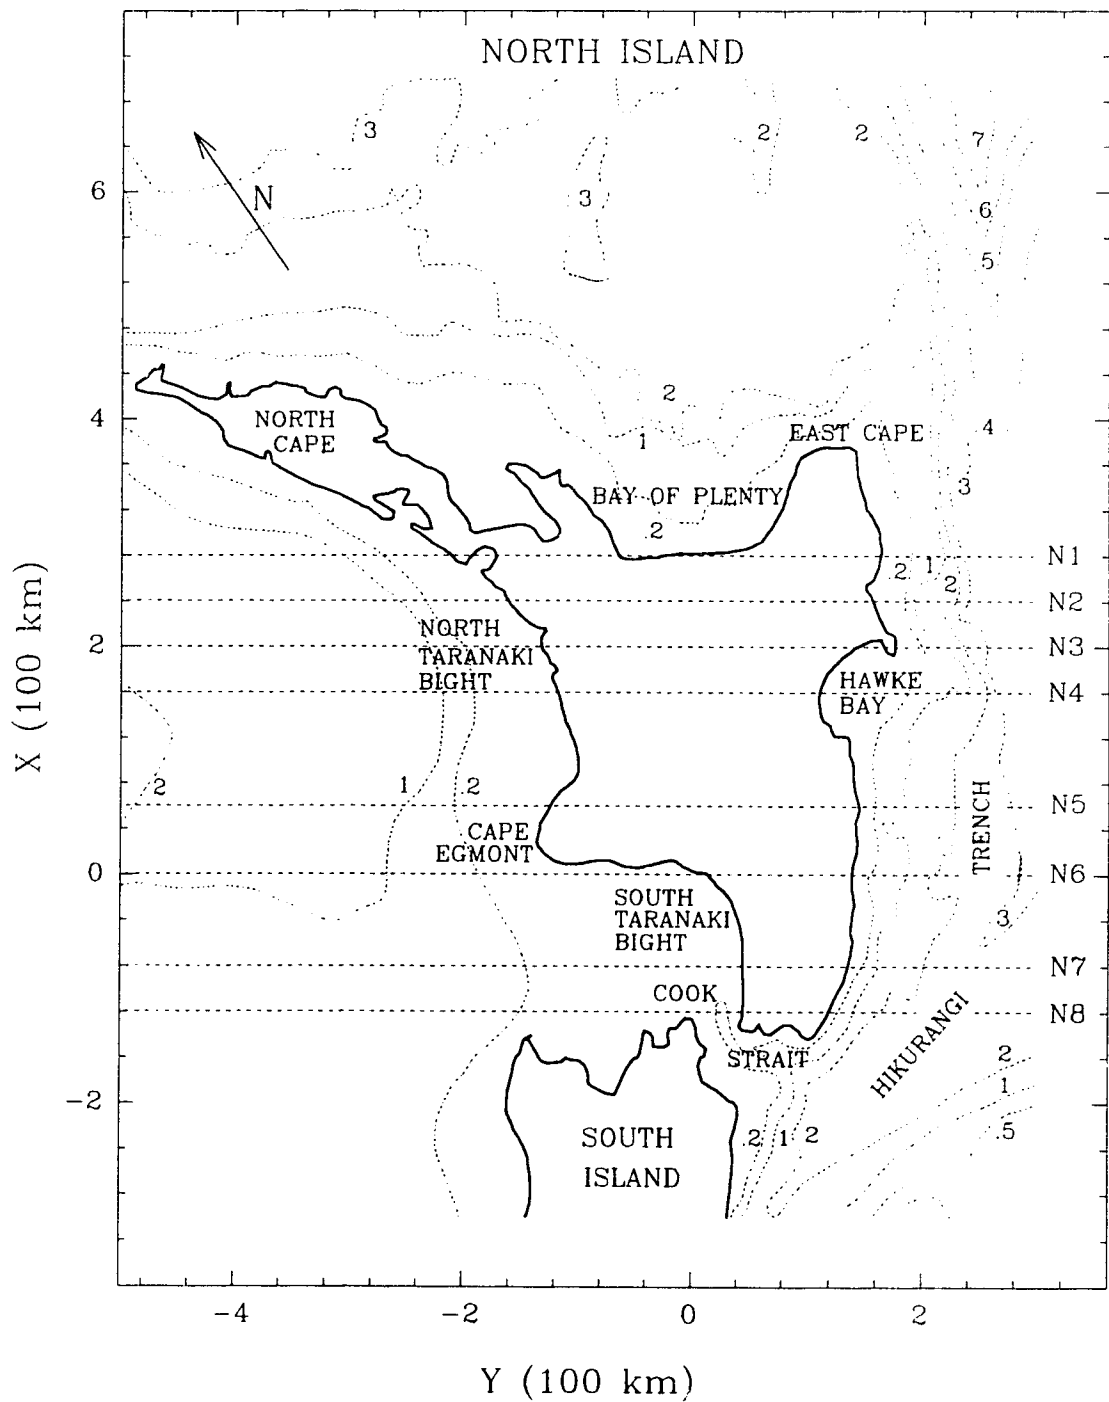 NORTH ISLAND
3
2
2
7
6
N
3
6
5
2
4
NORTH
CAPE
1
EAST CAPE
4
3
BAY OF PLENTY
.2
N1
.2
1
2
N2
NORTH
TARANAKI
BIGHT
2
N3
HAWKE
BAY
N4
X (100 km)
.2
1
.2
TRENCH
N5
CAPE
EGMONT
0
N6
SOUTH
TARANAKI
BIGHT
3
N7
COOK
N8
STRAIT
HIKURANGI
2
1
.5
-2
SOUTH
ISLAND
.2
1
2
-4
-2
0
2
Y (100 km)